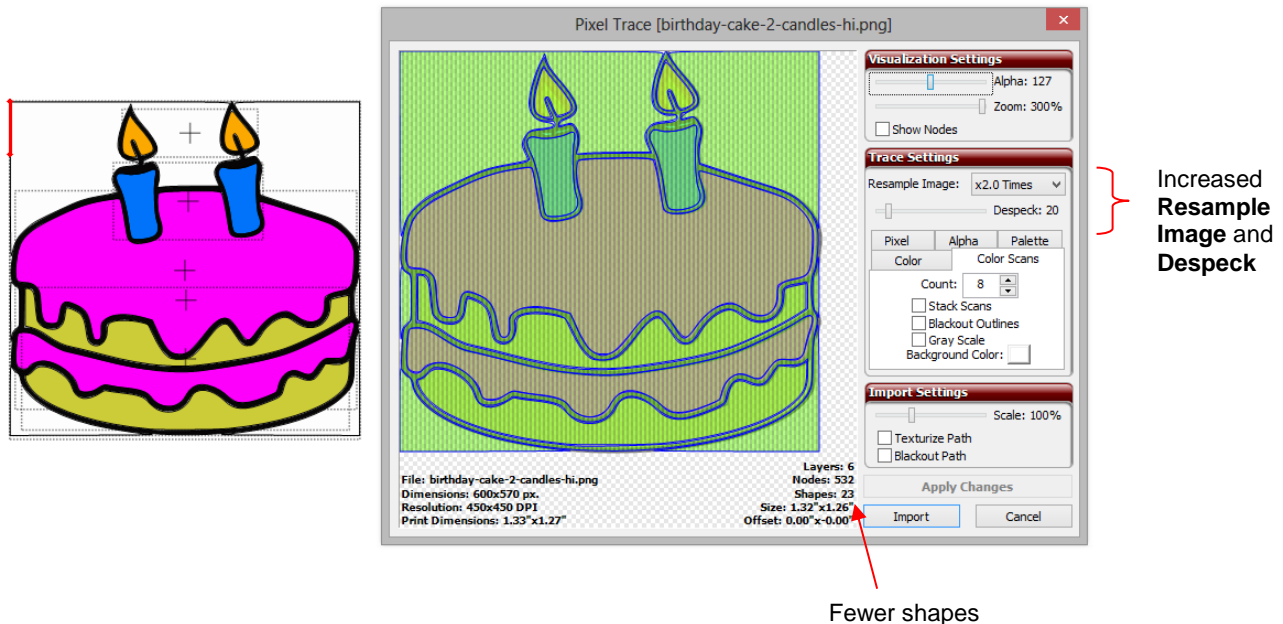 Pixel Trace [birthday-cake-2-candles-hi.png]
Visualization Settings
Alpha: 127
Zoom: 300%
Show Nodes
Trace Settings
Resample Image: x2.0 Times
Despeck: 20
Pixel Alpha Palette
Color Color Scans
Count: 8
Stack Scans
Blackout Outlines
Gray Scale
Background Color:
Import Settings
Scale: 100%
Texturize Path
Blackout Path
Apply Changes
Import Cancel
Layers: 6
File: birthday-cake-2-candles-hi.png Nodes: 532
Dimensions: 600x570 px. Shapes: 23
Resolution: 450x450 DPI Size: 1.32"x1.26"
Print Dimensions: 1.33"x1.27" Offset: 0.00"x-0.00"
Increased
Resample
Image and
Despeck
Fewer shapes